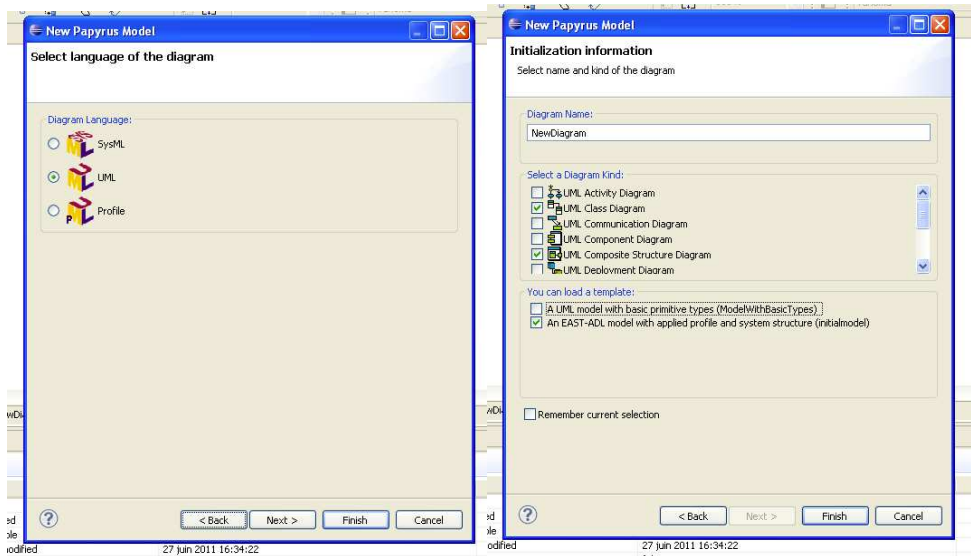 New Papyrus Model
Select language of the diagram
Diagram Language:
SysML
UML
Profile
< Back
Next >
Finish
Cancel
27 juin 2011 16:34:22
New Papyrus Model
Initialization information
Select name and kind of the diagram
Diagram Name:
NewDiagram
Select a Diagram Kind:
UML Activity Diagram
UML Class Diagram
UML Communication Diagram
UML Component Diagram
UML Composite Structure Diagram
UML Deployment Diagram
You can load a template:
A UML model with basic primitive types (ModelWithBasicTypes)
An EAST-ADL model with applied profile and system structure (initialmodel)
Remember current selection
< Back
Next >
Finish
Cancel
27 juin 2011 16:34:22